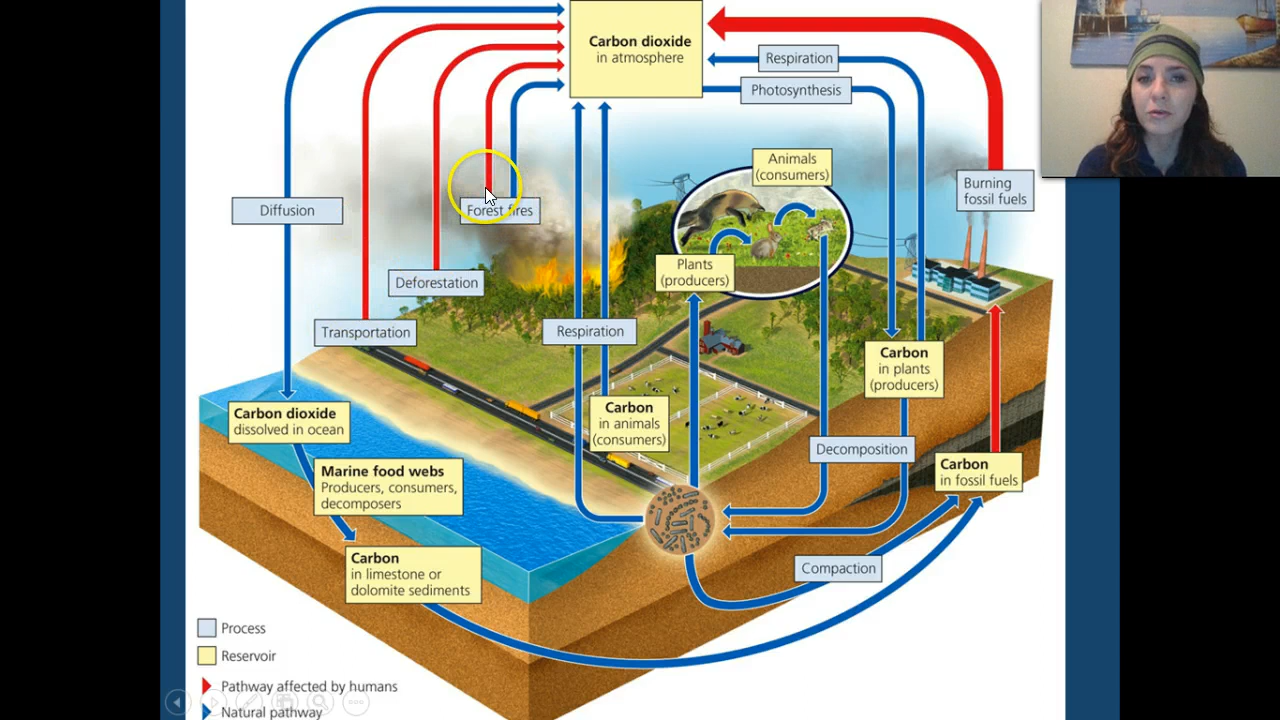 Carbon dioxide
in atmosphere
Respiration
Photosynthesis
Animals
(consumers)
Burning
fossil fuels
Diffusion
Forest fires
Plants
(producers)
Deforestation
Transportation
Respiration
Carbon
in plants
(producers)
Carbon dioxide
dissolved in ocean
Carbon
in animals
(consumers)
Decomposition
Marine food webs
Producers, consumers,
decomposers
Carbon
in fossil fuels
Carbon
in limestone or
dolomite sediments
Compaction
Process
Reservoir
Pathway affected by humans
Natural pathway